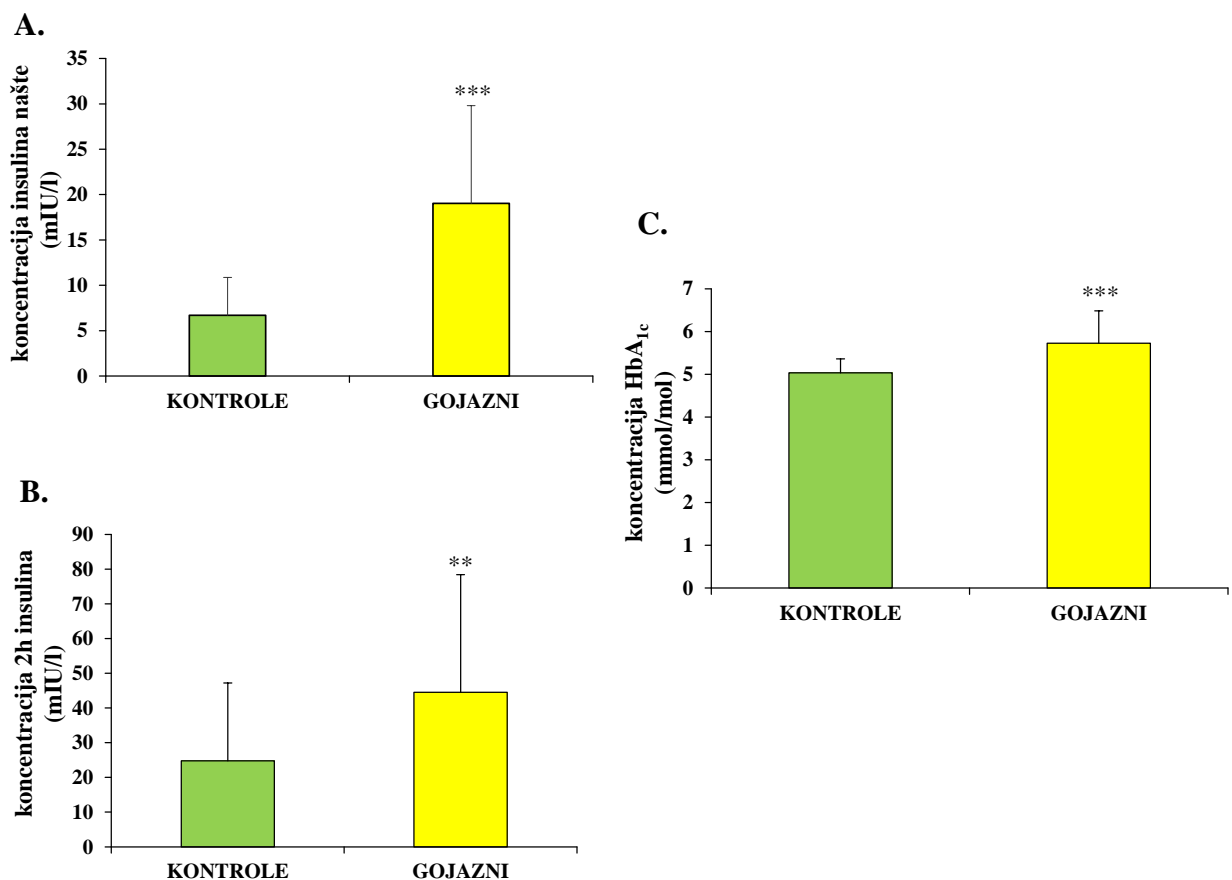 A.
koncentracija insulina našte
(mIU/l)
35
30
25
20
15
10
5
0
***
KONTROLE
GOJAZNI
B.
koncentracija 2h insulina
(mIU/l)
90
80
70
60
50
40
30
20
10
0
**
KONTROLE
GOJAZNI
C.
koncentracija HbA1c
(mmol/mol)
7
6
5
4
3
2
1
0
***
KONTROLE
GOJAZNI